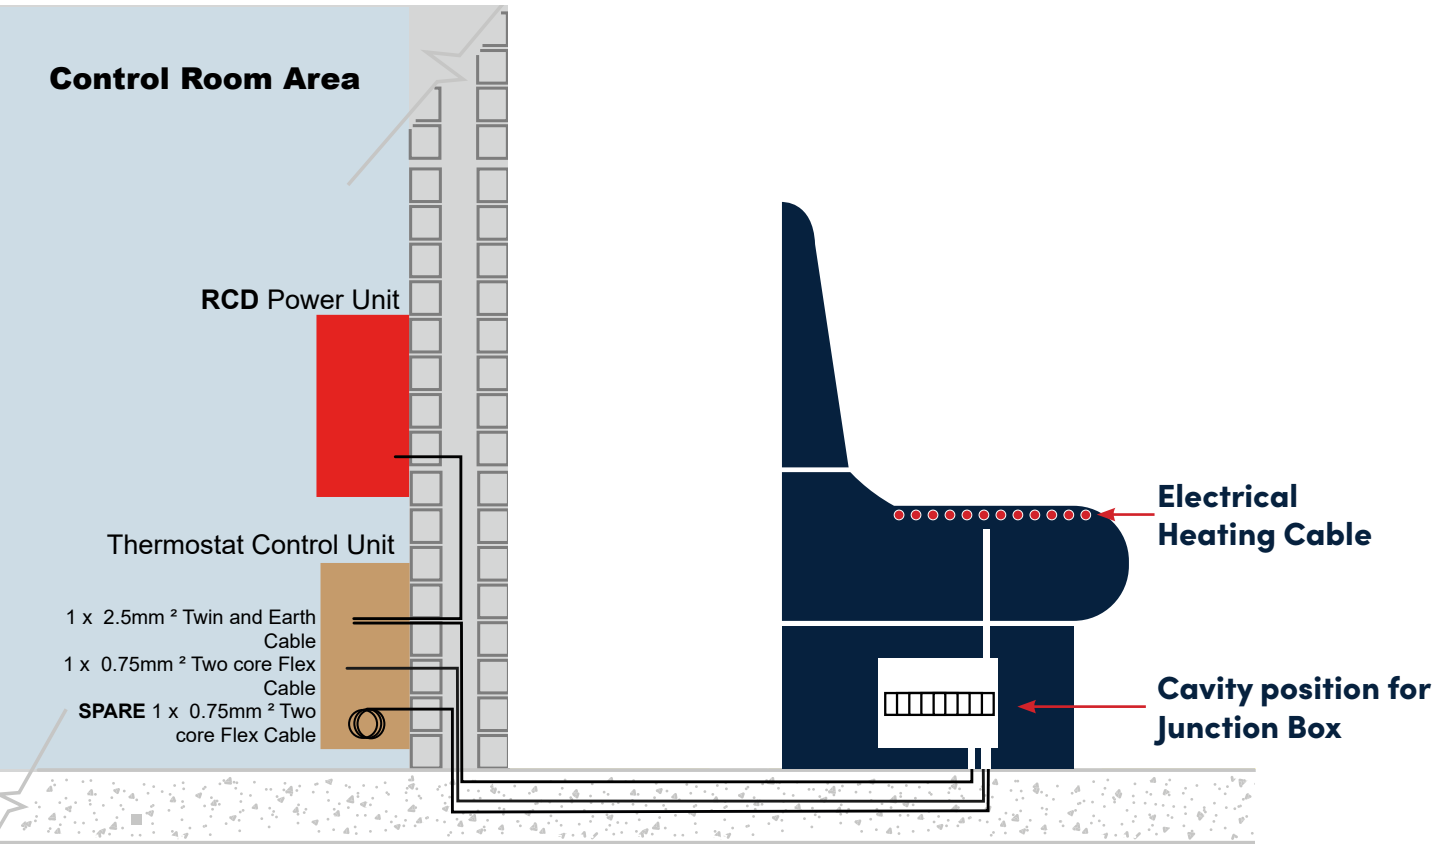 Control Room Area
RCD Power Unit
Thermostat Control Unit
1 x 2.5mm ² Twin and Earth
Cable
1 x 0.75mm ² Two core Flex
Cable
SPARE 1 x 0.75mm ² Two
core Flex Cable
Electrical
Heating Cable
Cavity position for
Junction Box